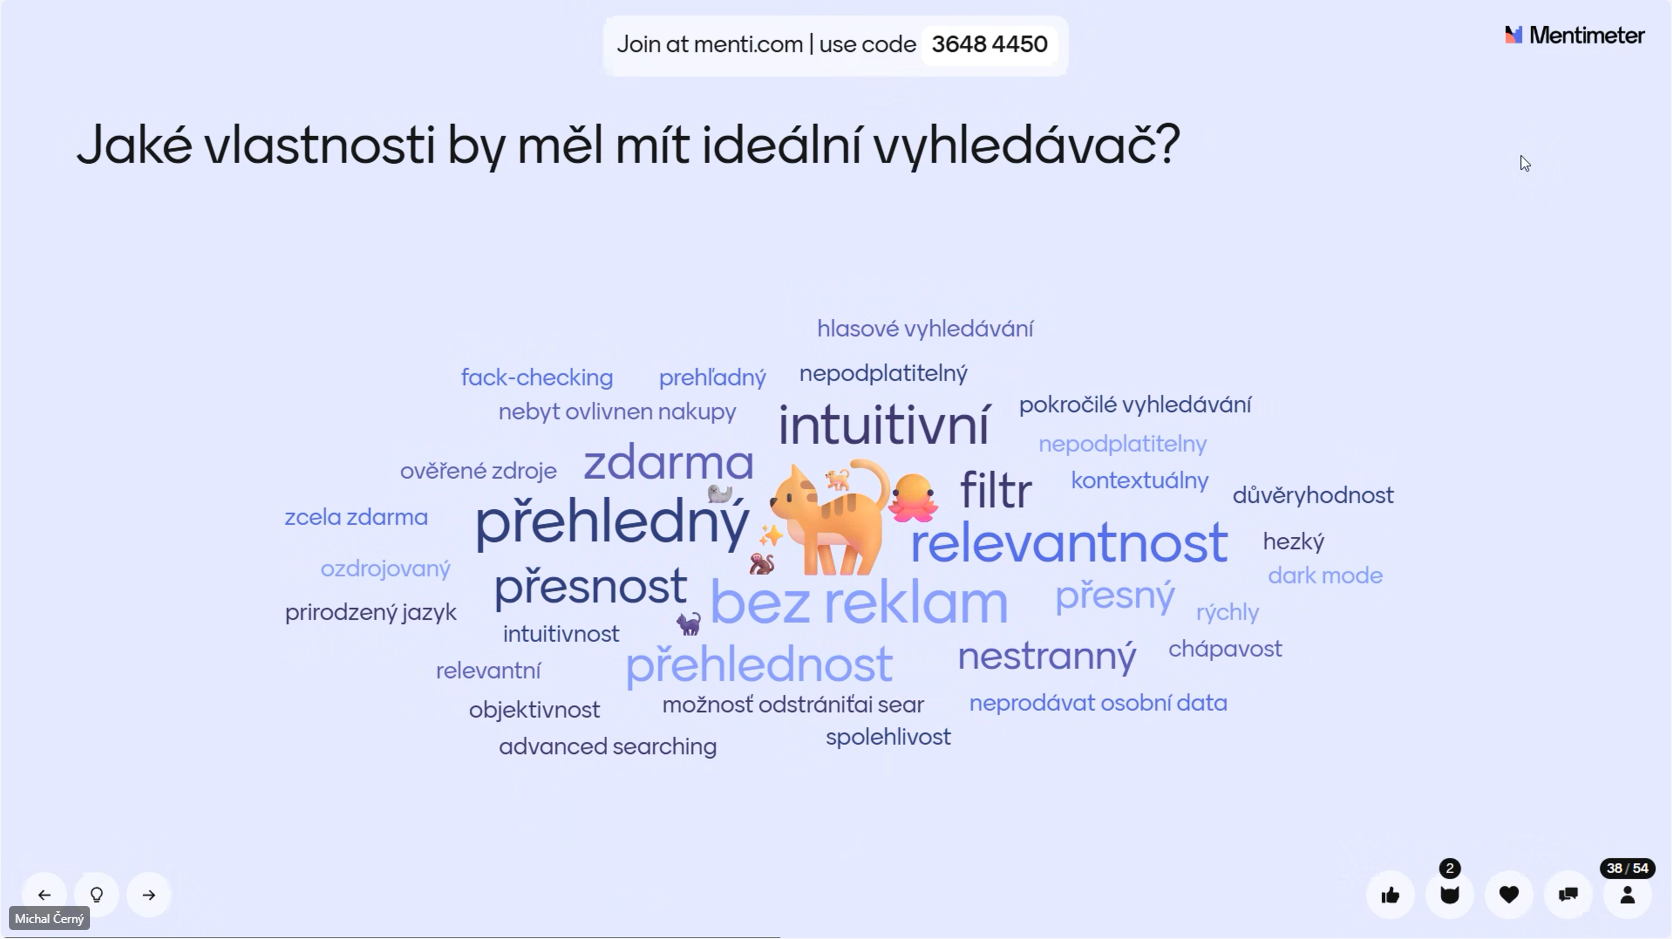 Join at menti.com | use code 3648 4450
Mentimeter
Jaké vlastnosti by měl mít ideální vyhledávač?
hlasové vyhledávání
fack-checking
prehľadný
nepodplatitelný
nebyt ovlivnen nakupy
intuitivní
pokročilé vyhledávání
nepodplatitelny
ověřené zdroje
zdarma
filtr
kontextuálny
důvěryhodnost
zcela zdarma
přehledný
relevantnost
hezký
ozdrojovaný
přesnost
bez reklam
přesný
dark mode
prirodzený jazyk
rýchly
intuitivnost
přehlednost
nestranný
chápavost
relevantní
objektivnost
možnosť odstrániťai sear
neprodávat osobní data
advanced searching
spolehlivost
2
38 / 54
Michal Černý